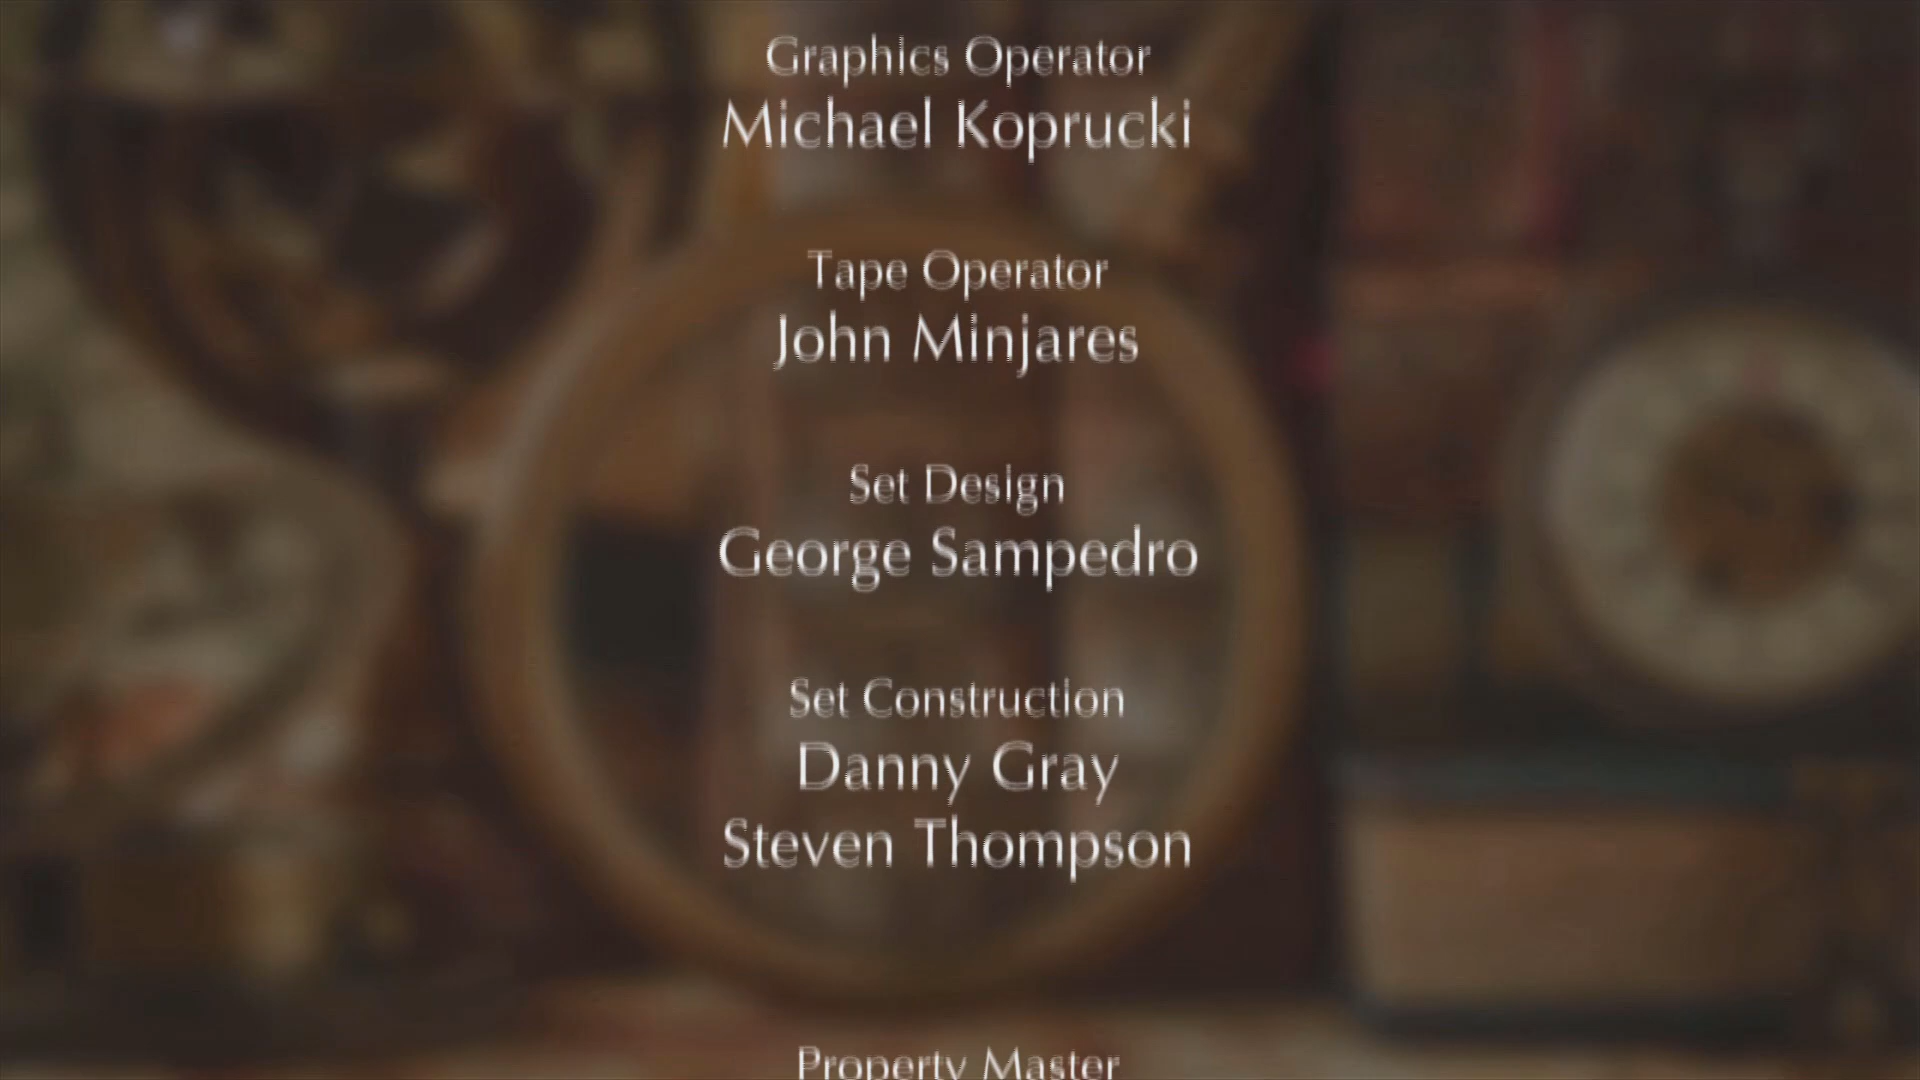 Graphics Operator
Michael Koprucki
Tape Operator
John Minjares
Set Design
George Sampedro
Set Construction
Danny Gray
Steven Thompson
Property Master